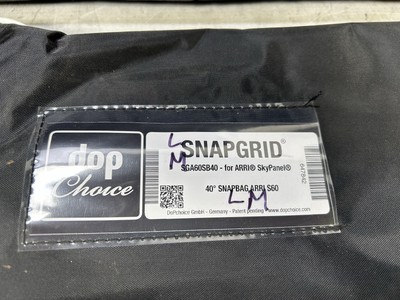 dop
Choice
L
M
SNAPGRID®
SGA60SB40 - for ARRI® SkyPanel®
40° SNAPBAG ARRI S60
LM
DoPchoice GmbH - Germany - Patent pending - www.dopchoice.com
847842